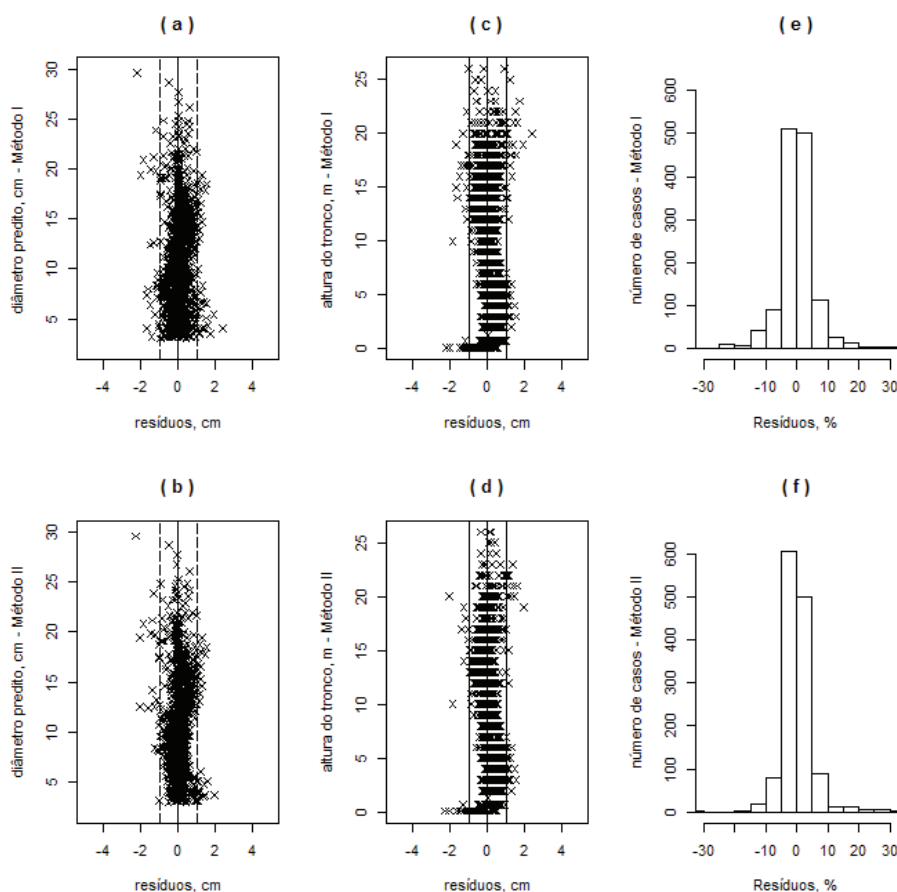 ( a )
diâmetro predito, cm - Método I
30
25
20
15
10
5
-4 -2 0 2 4
resíduos, cm
( c )
altura do tronco, m - Método I
25
20
15
10
5
0
-4 -2 0 2 4
resíduos, cm
( e )
número de casos - Método I
600
500
400
300
200
100
0
-30 -10 0 10 20 30
Resíduos, %
( b )
diâmetro predito, cm - Método II
30
25
20
15
10
5
-4 -2 0 2 4
resíduos, cm
( d )
altura do tronco, m - Método II
25
20
15
10
5
0
-4 -2 0 2 4
resíduos, cm
( f )
número de casos - Método II
600
500
400
300
200
100
0
-30 -10 0 10 20 30
Resíduos, %